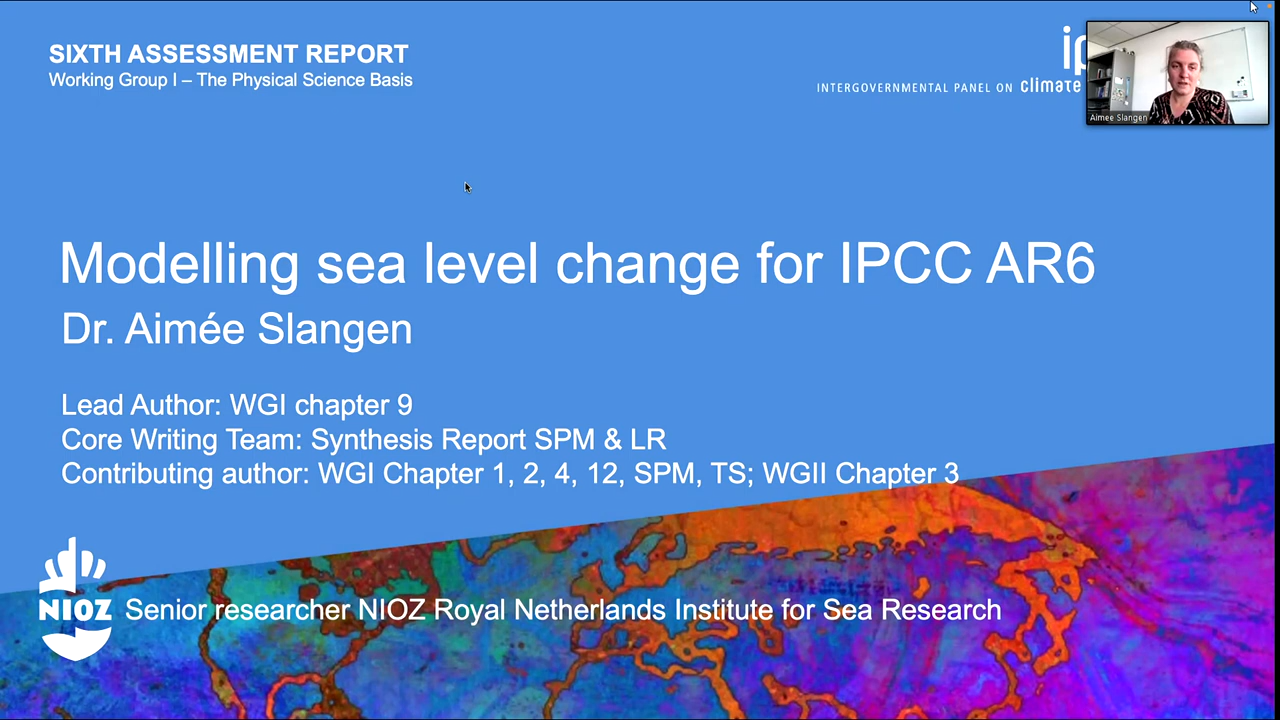 SIXTH ASSESSMENT REPORT
Working Group I – The Physical Science Basis
ip
INTERGOVERNMENTAL PANEL ON climate
Aimee Slangen
Modelling sea level change for IPCC AR6
Dr. Aimée Slangen
Lead Author: WGI chapter 9
Core Writing Team: Synthesis Report SPM & LR
Contributing author: WGI Chapter 1, 2, 4, 12, SPM, TS; WGII Chapter 3
NIOZ
Senior researcher NIOZ Royal Netherlands Institute for Sea Research